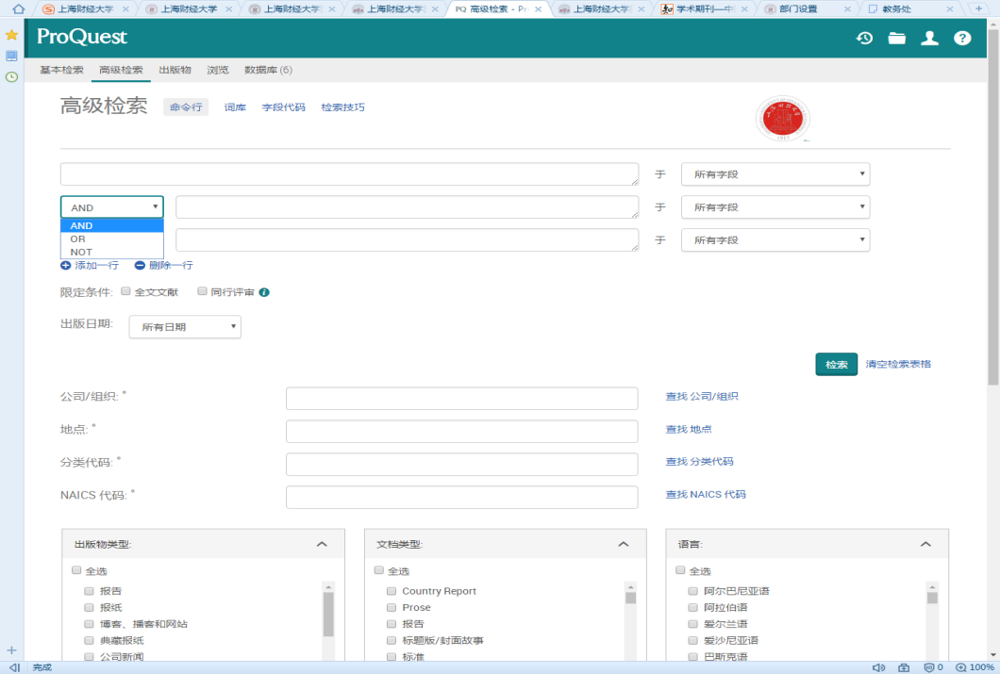 上海财经大学 上海财经大学 上海财经大学 上海财经大学 PQ 高级检索 - Pr 上海财经大学 学术期刊—中 部门设置 教务处
ProQuest
基本检索 高级检索 出版物 浏览 数据库 (6)
高级检索 命令行 词库 字段代码 检索技巧
于 所有字段
AND 于 所有字段
AND
OR 于 所有字段
NOT
添加一行 删除一行
限定条件: 全文文献 同行评审
出版日期: 所有日期
检索 清空检索表格
公司/组织: ° 查找 公司/组织
地点: ° 查找 地点
分类代码: ° 查找 分类代码
NAICS 代码: ° 查找 NAICS 代码
出版物类型: 文档类型: 语言:
全选 全选 全选
报告 Country Report 阿尔巴尼亚语
报纸 Prose 阿拉伯语
博客、播客和网站 报告 爱尔兰语
典藏报纸 标题版/封面故事 爱沙尼亚语
公司新闻 标准 巴斯克语
完成 0 100%